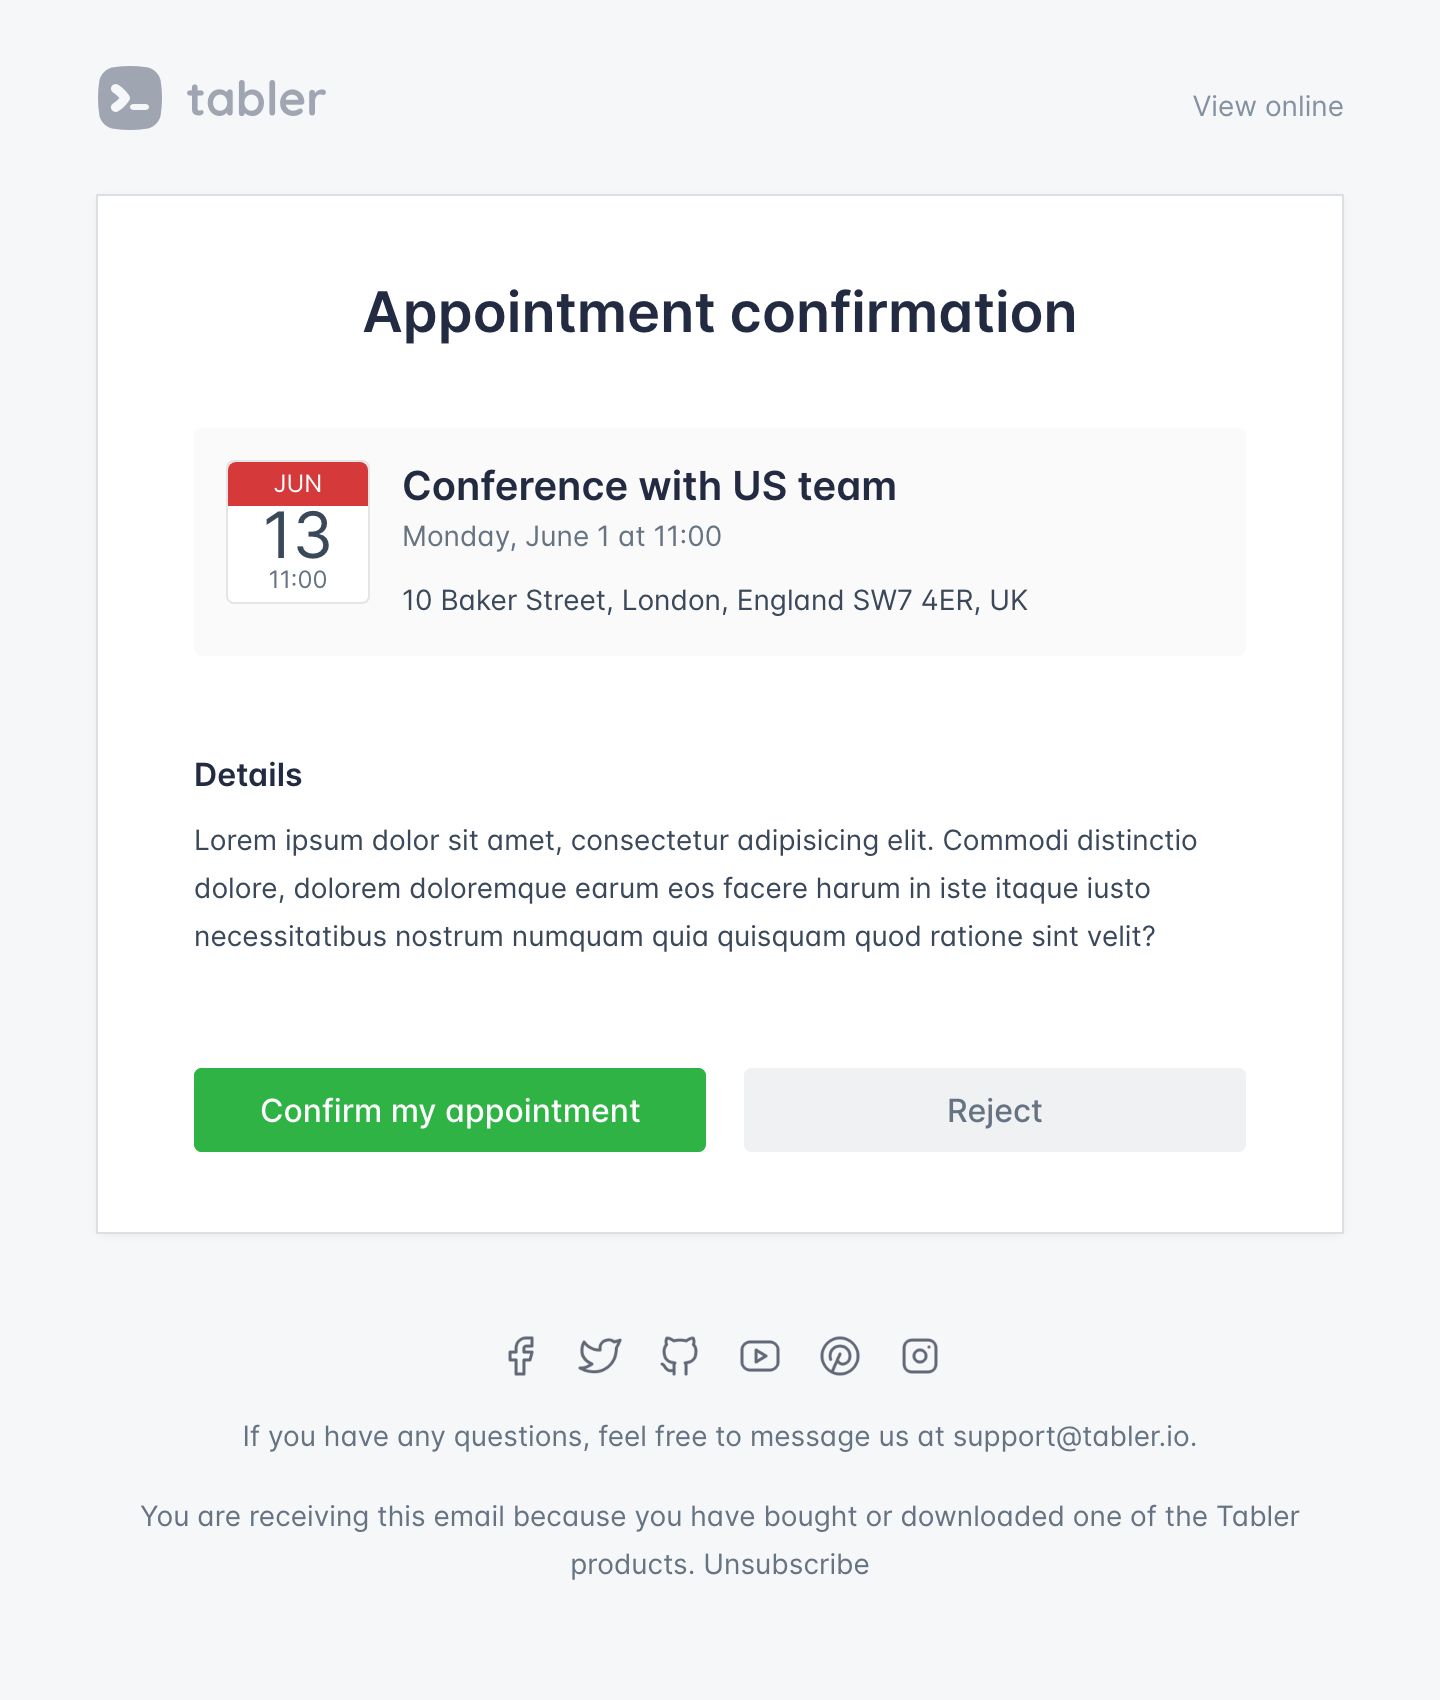 tabler
View online
Appointment confirmation
JUN
13
11:00
Conference with US team
Monday, June 1 at 11:00
10 Baker Street, London, England SW7 4ER, UK
Details
Lorem ipsum dolor sit amet, consectetur adipisicing elit. Commodi distinctio
dolore, dolorem doloremque earum eos facere harum in iste itaque iusto
necessitatibus nostrum numquam quia quisquam quod ratione sint velit?
Confirm my appointment
Reject
If you have any questions, feel free to message us at support@tabler.io.
You are receiving this email because you have bought or downloaded one of the Tabler
products. Unsubscribe